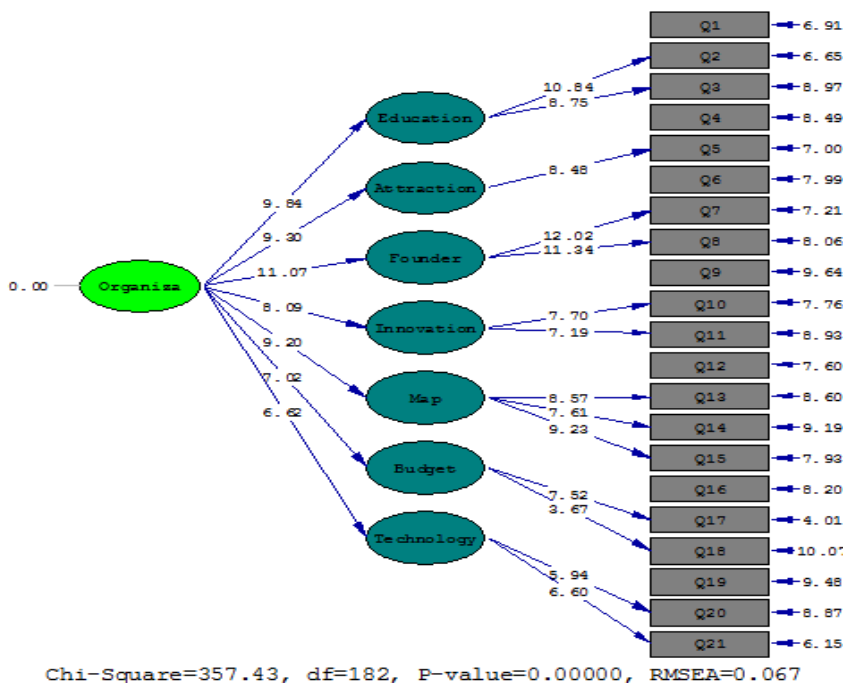 Q1
6.91
Q2
6.65
10.84
Q3
8.97
8.75
Education
Q4
8.49
Q5
7.00
8.48
Attraction
Q6
7.99
9.84
Q7
7.21
9.30
12.02
Q8
8.06
11.34
Founder
11.07
Q9
9.64
0.00
Organisa
8.09
Q10
7.76
7.70
Innovation
7.19
Q11
8.93
9.20
Q12
7.60
7.02
Q13
8.60
8.57
Map
7.61
6.62
Q14
9.19
9.23
Q15
7.93
Budget
Q16
8.20
7.52
Q17
4.01
3.67
Technology
Q18
10.07
5.94
Q19
9.48
6.60
Q20
8.87
Q21
6.15
Chi-Square=357.43, df=182, P-value=0.00000, RMSEA=0.067